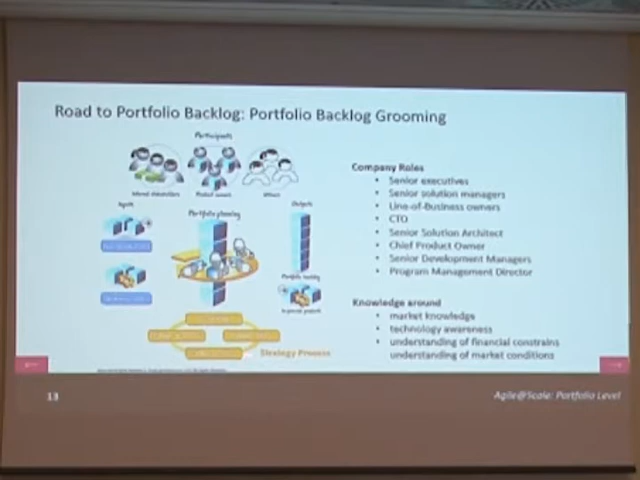 Road to Portfolio Backlog: Portfolio Backlog Grooming
Participants
Portfolio planning
Outputs
Strategy Process
Company Roles
• Senior executives
• Senior solution managers
• Line-of-Business owners
• CTO
• Senior Solution Architect
• Chief Product Owner
• Senior Development Managers
• Program Management Director
Knowledge around
• market knowledge
• technology awareness
• understanding of financial constrains
understanding of market conditions
13
Agile@Scale: Portfolio Level